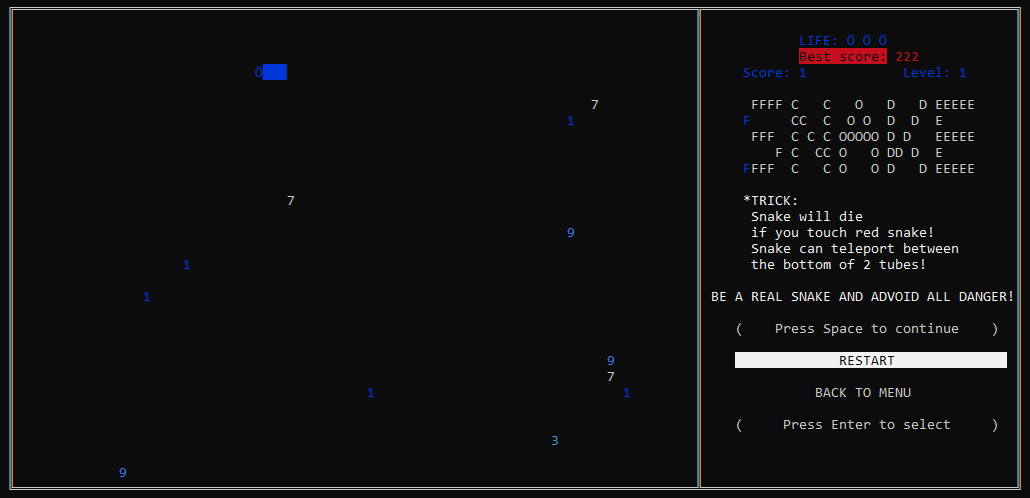 LIFE: Ö Ö Ö
Best score: 222
Ö
Score: 1 Level: 1
7
FFFF C   C   O   D   D EEEEE
1
F     CC  C  O O  D  D  E
FFF  C C C OOOOO D D   EEEEE
F C  CC O   O DD D  E
FFFF  C   C O   O D   D EEEEE
7
*TRICK:
Snake will die
9
if you touch red snake!
Snake can teleport between
1
the bottom of 2 tubes!
1
BE A REAL SNAKE AND ADVOID ALL DANGER!
( Press Space to continue )
9
RESTART
7
1 1
BACK TO MENU
( Press Enter to select )
3
9